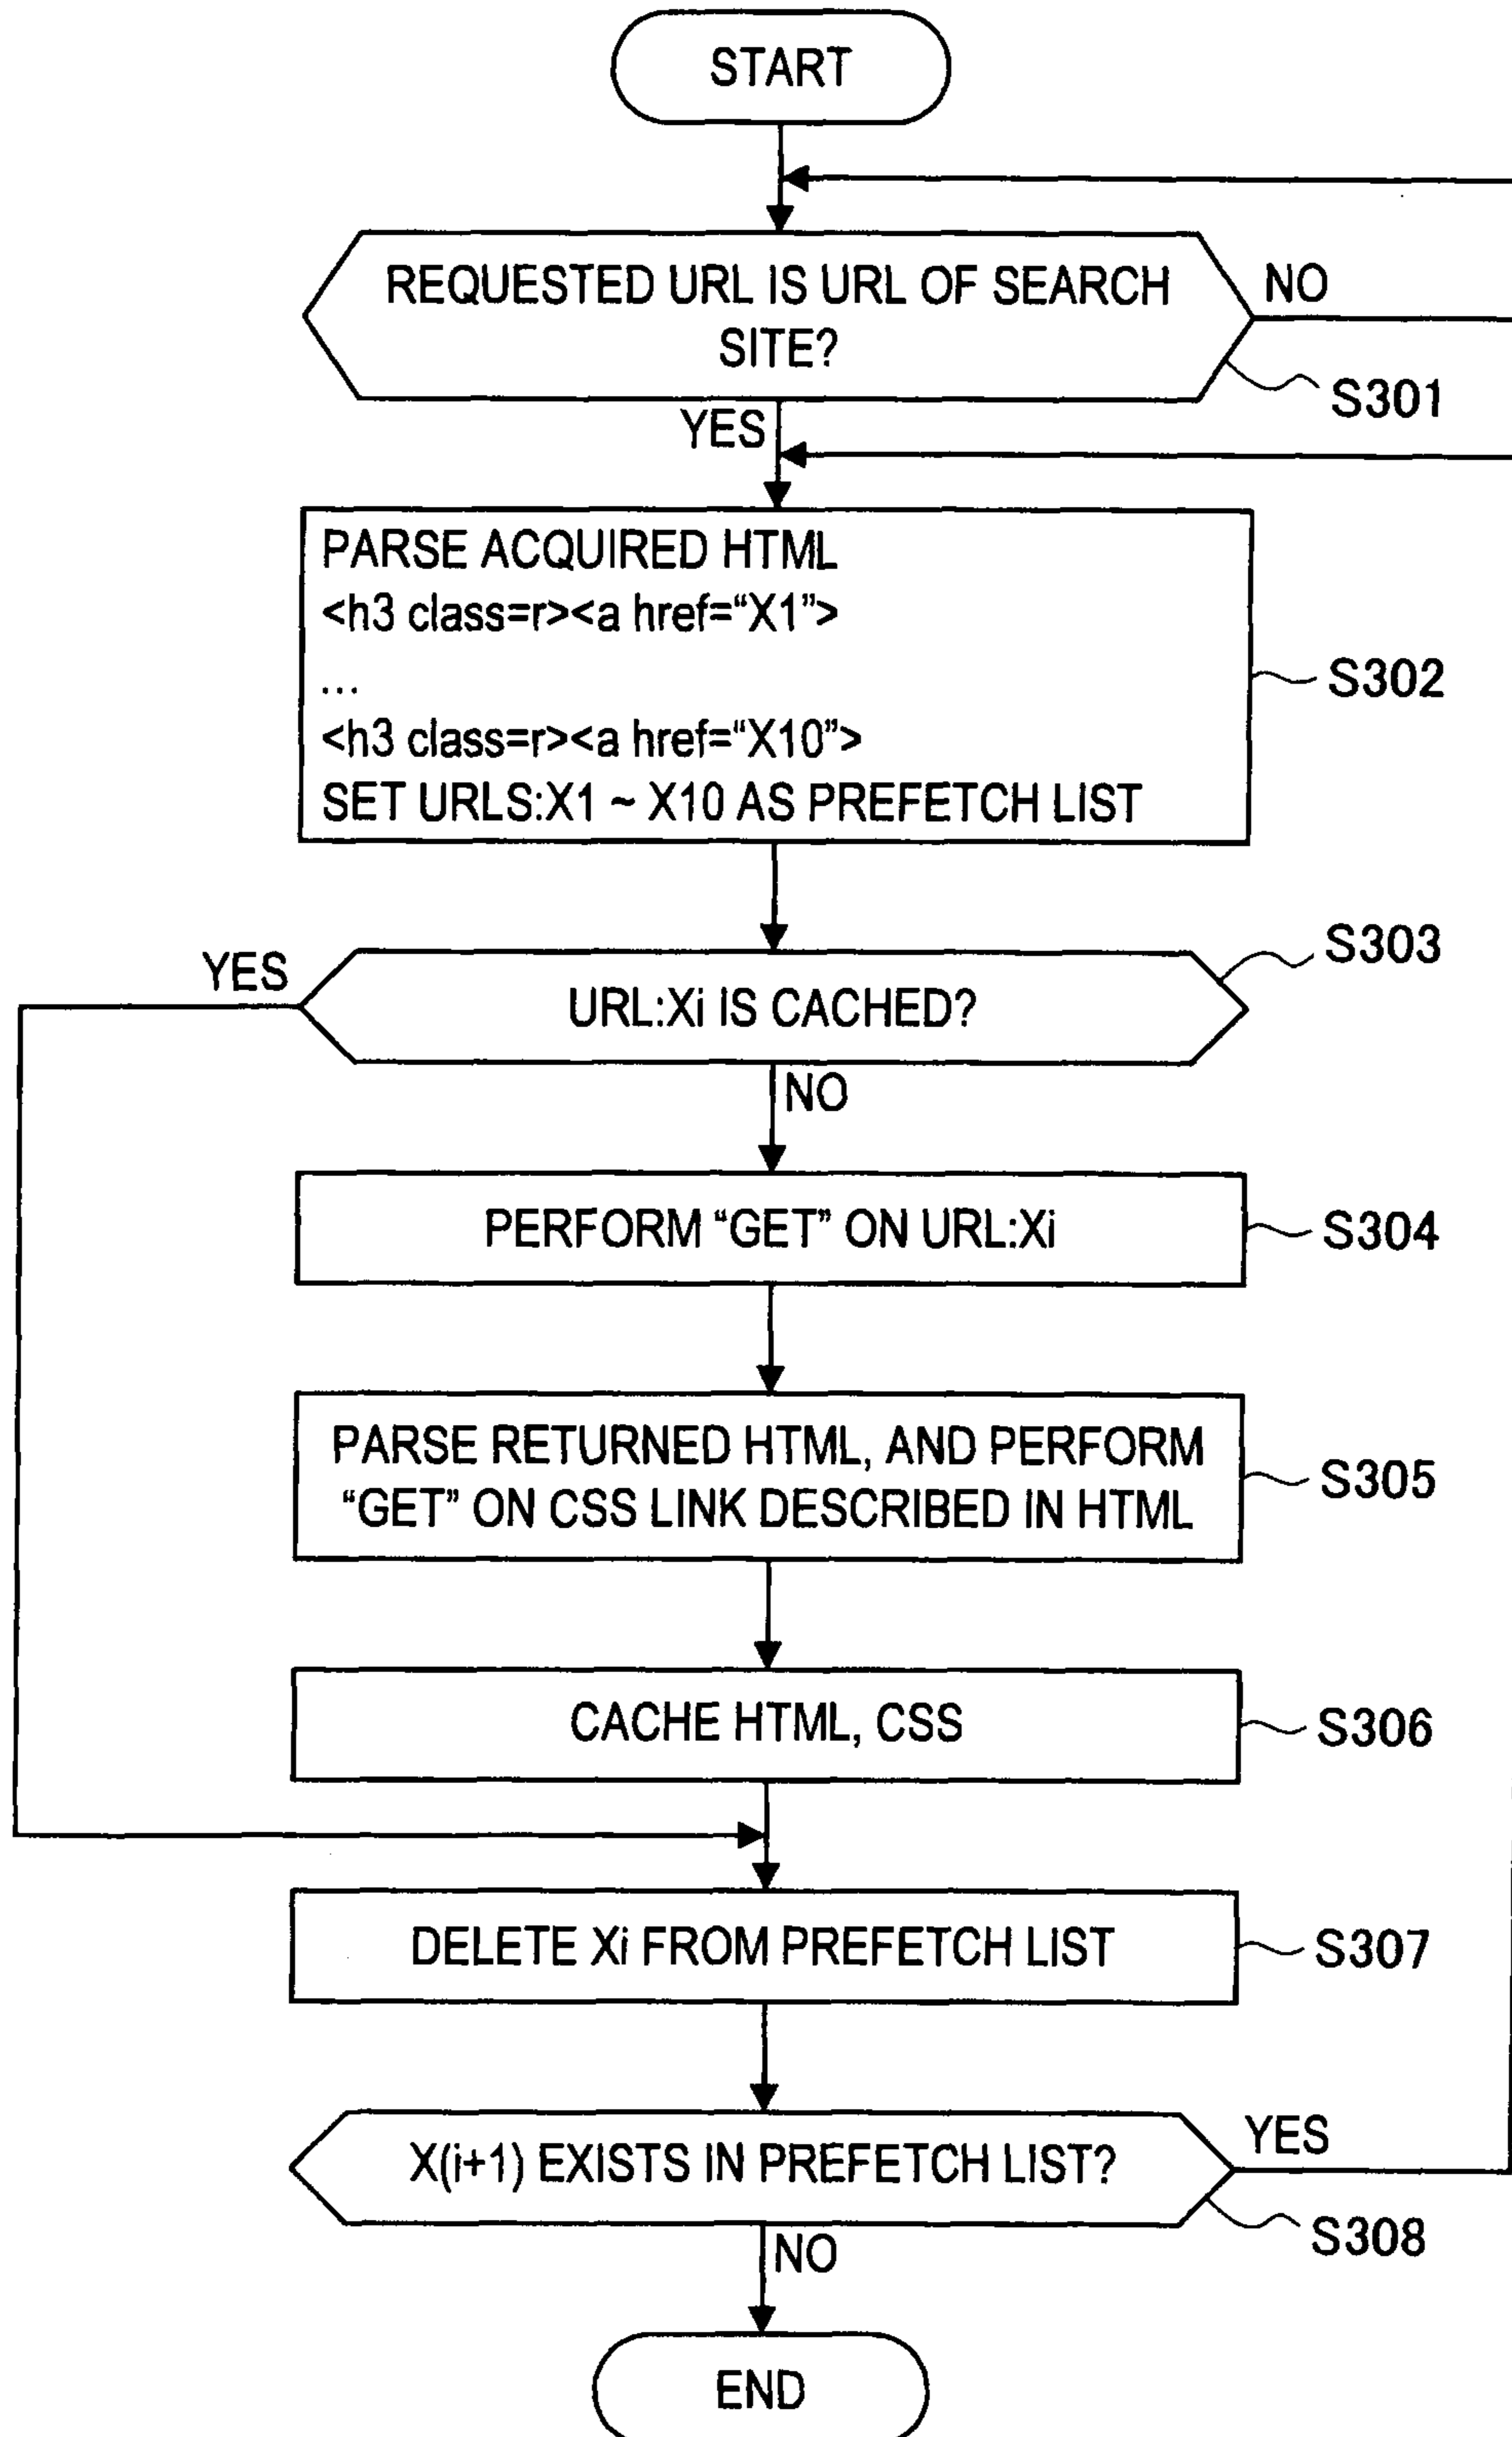 START
REQUESTED URL IS URL OF SEARCH
SITE?
NO
S301
YES
PARSE ACQUIRED HTML
<h3 class=r><a href=“X1”>
...
<h3 class=r><a href=“X10”>
SET URLS:X1 ~ X10 AS PREFETCH LIST
S302
YES
S303
URL:Xi IS CACHED?
NO
PERFORM “GET” ON URL:Xi
S304
PARSE RETURNED HTML, AND PERFORM
“GET” ON CSS LINK DESCRIBED IN HTML
S305
CACHE HTML, CSS
S306
DELETE Xi FROM PREFETCH LIST
S307
X(i+1) EXISTS IN PREFETCH LIST?
YES
S308
NO
END